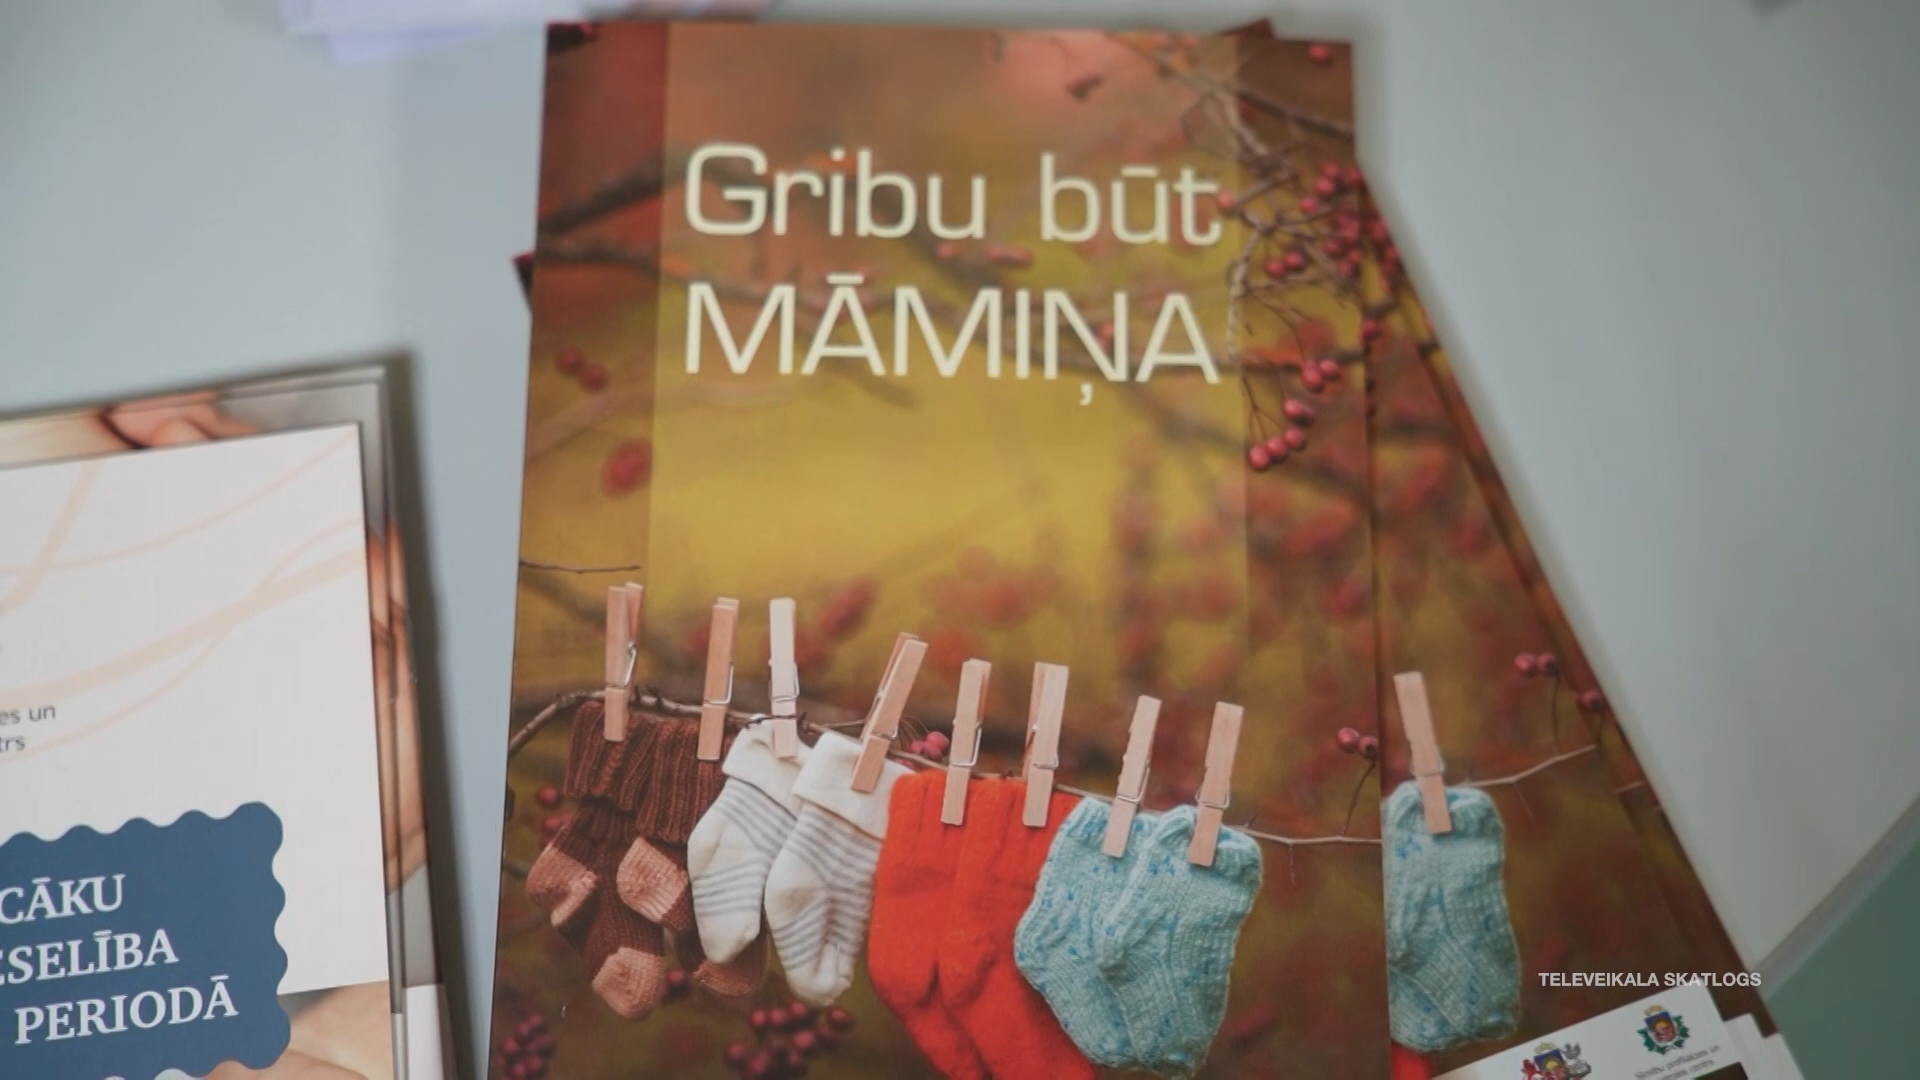 Gribu būt
MĀMIŅA
es un
trs
CĀKU
ESELĪBA
PERIODĀ
TELEVEIKALA SKATLOGS